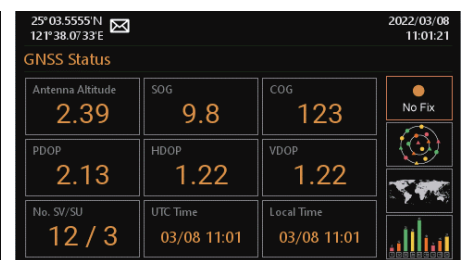 25°03.5555'N
121°38.0733'E
2022/03/08
11:01:21
GNSS Status
Antenna Altitude
2.39
SOG
9.8
COG
123
No Fix
PDOP
2.13
HDOP
1.22
VDOP
1.22
No. SV/SU
12 / 3
UTC Time
03/08 11:01
Local Time
03/08 11:01